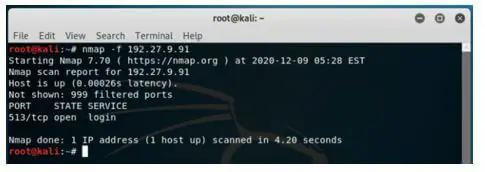 root@kali: ~
File Edit View Search Terminal Help
root@kali:~# nmap -f 192.27.9.91
Starting Nmap 7.70 ( https://nmap.org ) at 2020-12-09 05:28 EST
Nmap scan report for 192.27.9.91
Host is up (0.00026s latency).
Not shown: 999 filtered ports
PORT    STATE SERVICE
513/tcp open  login
Nmap done: 1 IP address (1 host up) scanned in 4.20 seconds
root@kali:~#